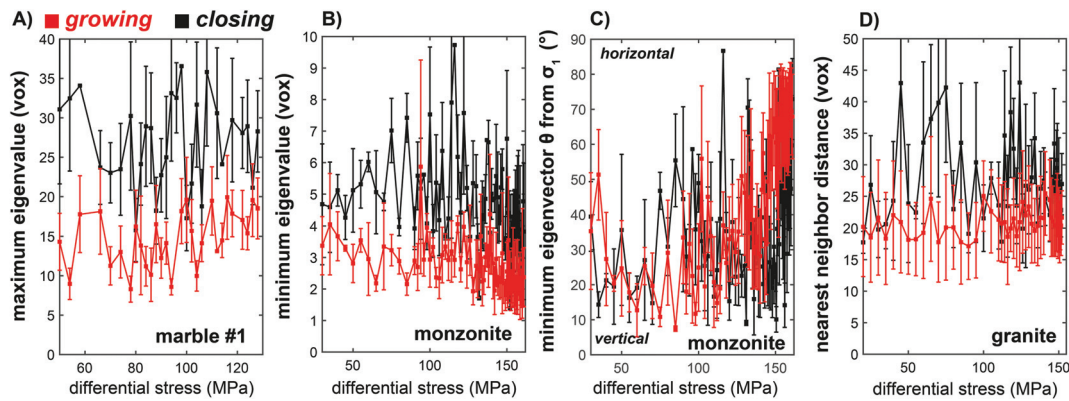 A) growing closing B) C) D)
maximum eigenvalue (vox)
40
35
30
25
20
15
10
5
0
60 80 100 120
marble #1
differential stress (MPa)
minimum eigenvalue (vox)
10
9
8
7
6
5
4
3
2
1
0
50 100 150
monzonite
differential stress (MPa)
minimum eigenvector θ from σ1 (°)
90
80
70
60
50
40
30
20
10
0
horizontal
vertical
50 100 150
monzonite
differential stress (MPa)
nearest neighbor distance (vox)
50
45
40
35
30
25
20
15
10
5
0
50 100 150
granite
differential stress (MPa)